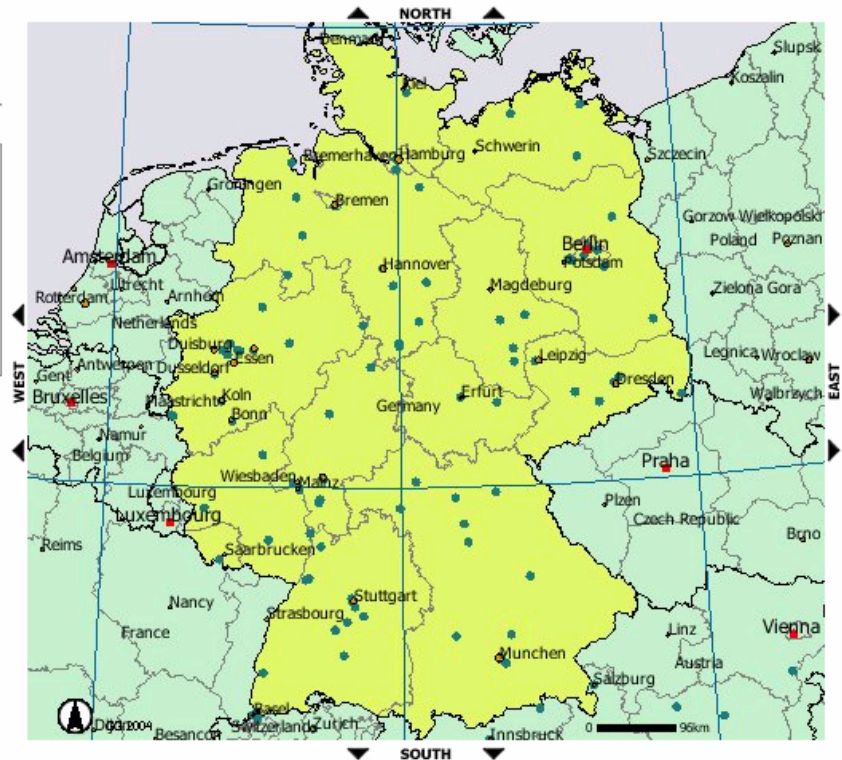 NORTH
Denmark
Slupsk
Kiel
Koszalin
Bremerhaven
Hamburg
Schwerin
Szczecin
Groningen
Bremen
Gorzow Wielkopolski
Amsterdam
Berlin
Poland
Poznan
Hannover
Potsdam
Utrecht
Magdeburg
Zielona Gora
Rotterdam
Arnhem
Netherlands
Duisburg
Essen
Leipzig
Legnica
Wroclaw
Gent
Antwerpen
Dusseldorf
Dresden
WEST
EAST
Bruxelles
Maastricht
Koln
Erfurt
Germany
Walbrzych
Bonn
Namur
Belgium
Praha
Wiesbaden
Mainz
Luxembourg
Plzen
Luxembourg
Czech Republic
Reims
Saarbrucken
Brno
Nancy
Stuttgart
Strasbourg
France
Linz
Vienna
Munchen
Austria
Salzburg
Basel
2004
Switzerland
Zurich
Besancon
Innsbruck
0
96km
SOUTH